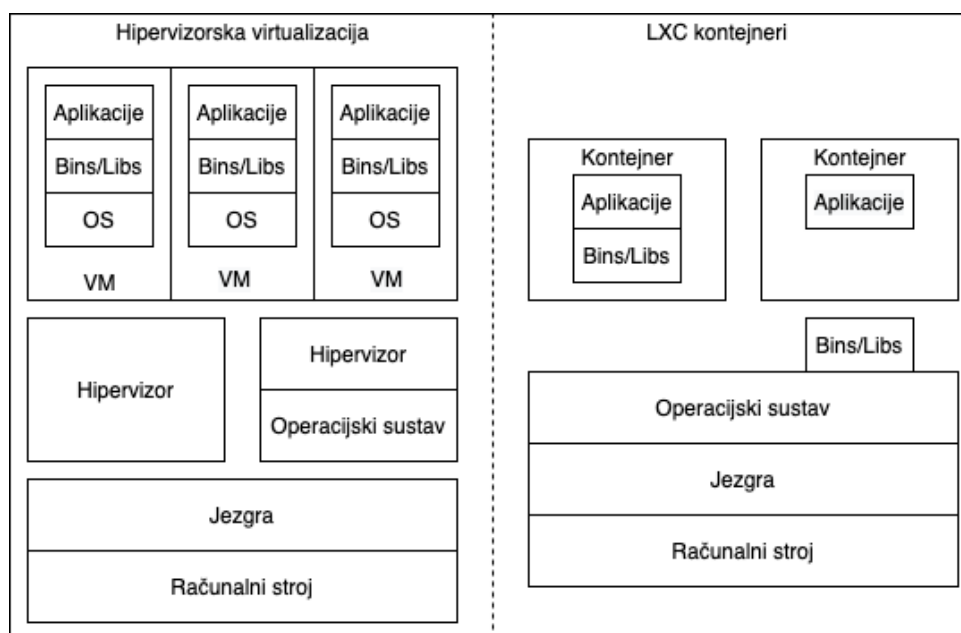 Hipervizorska virtualizacija
Aplikacije
Bins/Libs
OS
VM
Aplikacije
Bins/Libs
OS
VM
Aplikacije
Bins/Libs
OS
VM
Hipervizor
Hipervizor
Operacijski sustav
Jezgra
Računalni stroj
LXC kontejneri
Kontejner
Aplikacije
Bins/Libs
Kontejner
Aplikacije
Bins/Libs
Operacijski sustav
Jezgra
Računalni stroj